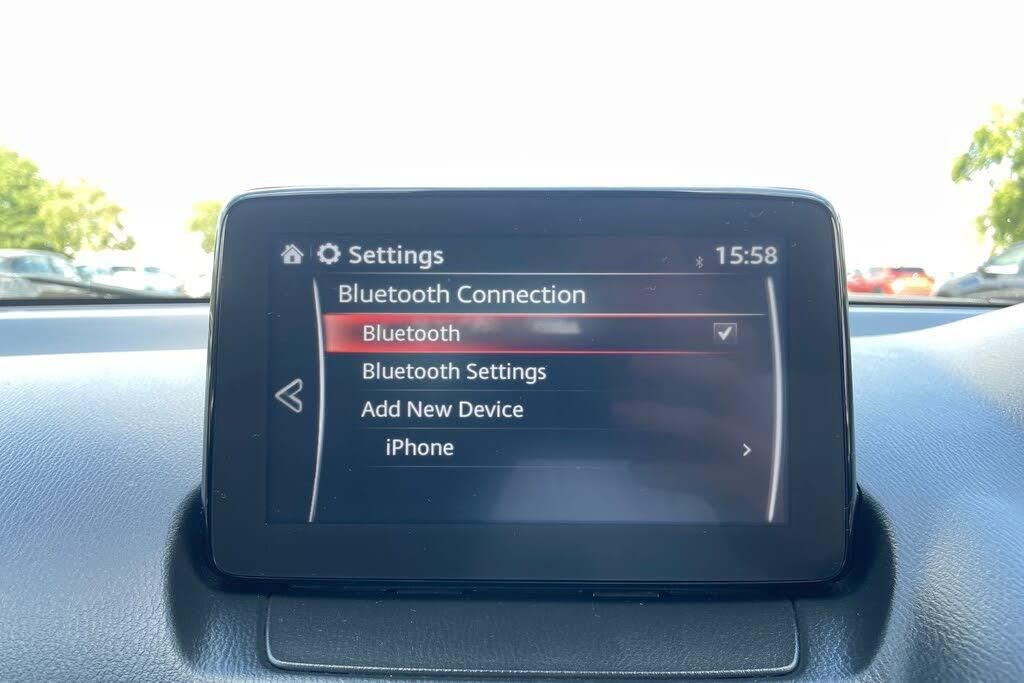 Settings 15:58
Bluetooth Connection
Bluetooth
Bluetooth Settings
Add New Device
iPhone